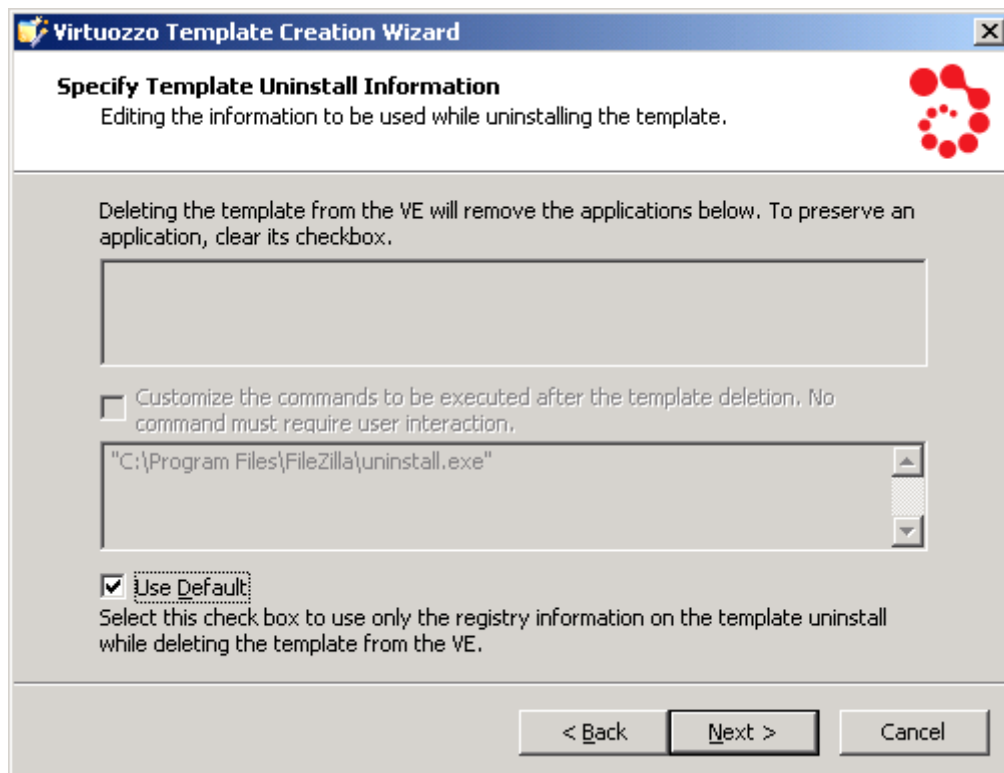 Virtuozzo Template Creation Wizard
Specify Template Uninstall Information
Editing the information to be used while uninstalling the template.
Deleting the template from the VE will remove the applications below. To preserve an
application, clear its checkbox.
Customize the commands to be executed after the template deletion. No
command must require user interaction.
"C:\Program Files\FileZilla\uninstall.exe"
Use Default
Select this check box to use only the registry information on the template uninstall
while deleting the template from the VE.
< Back
Next >
Cancel